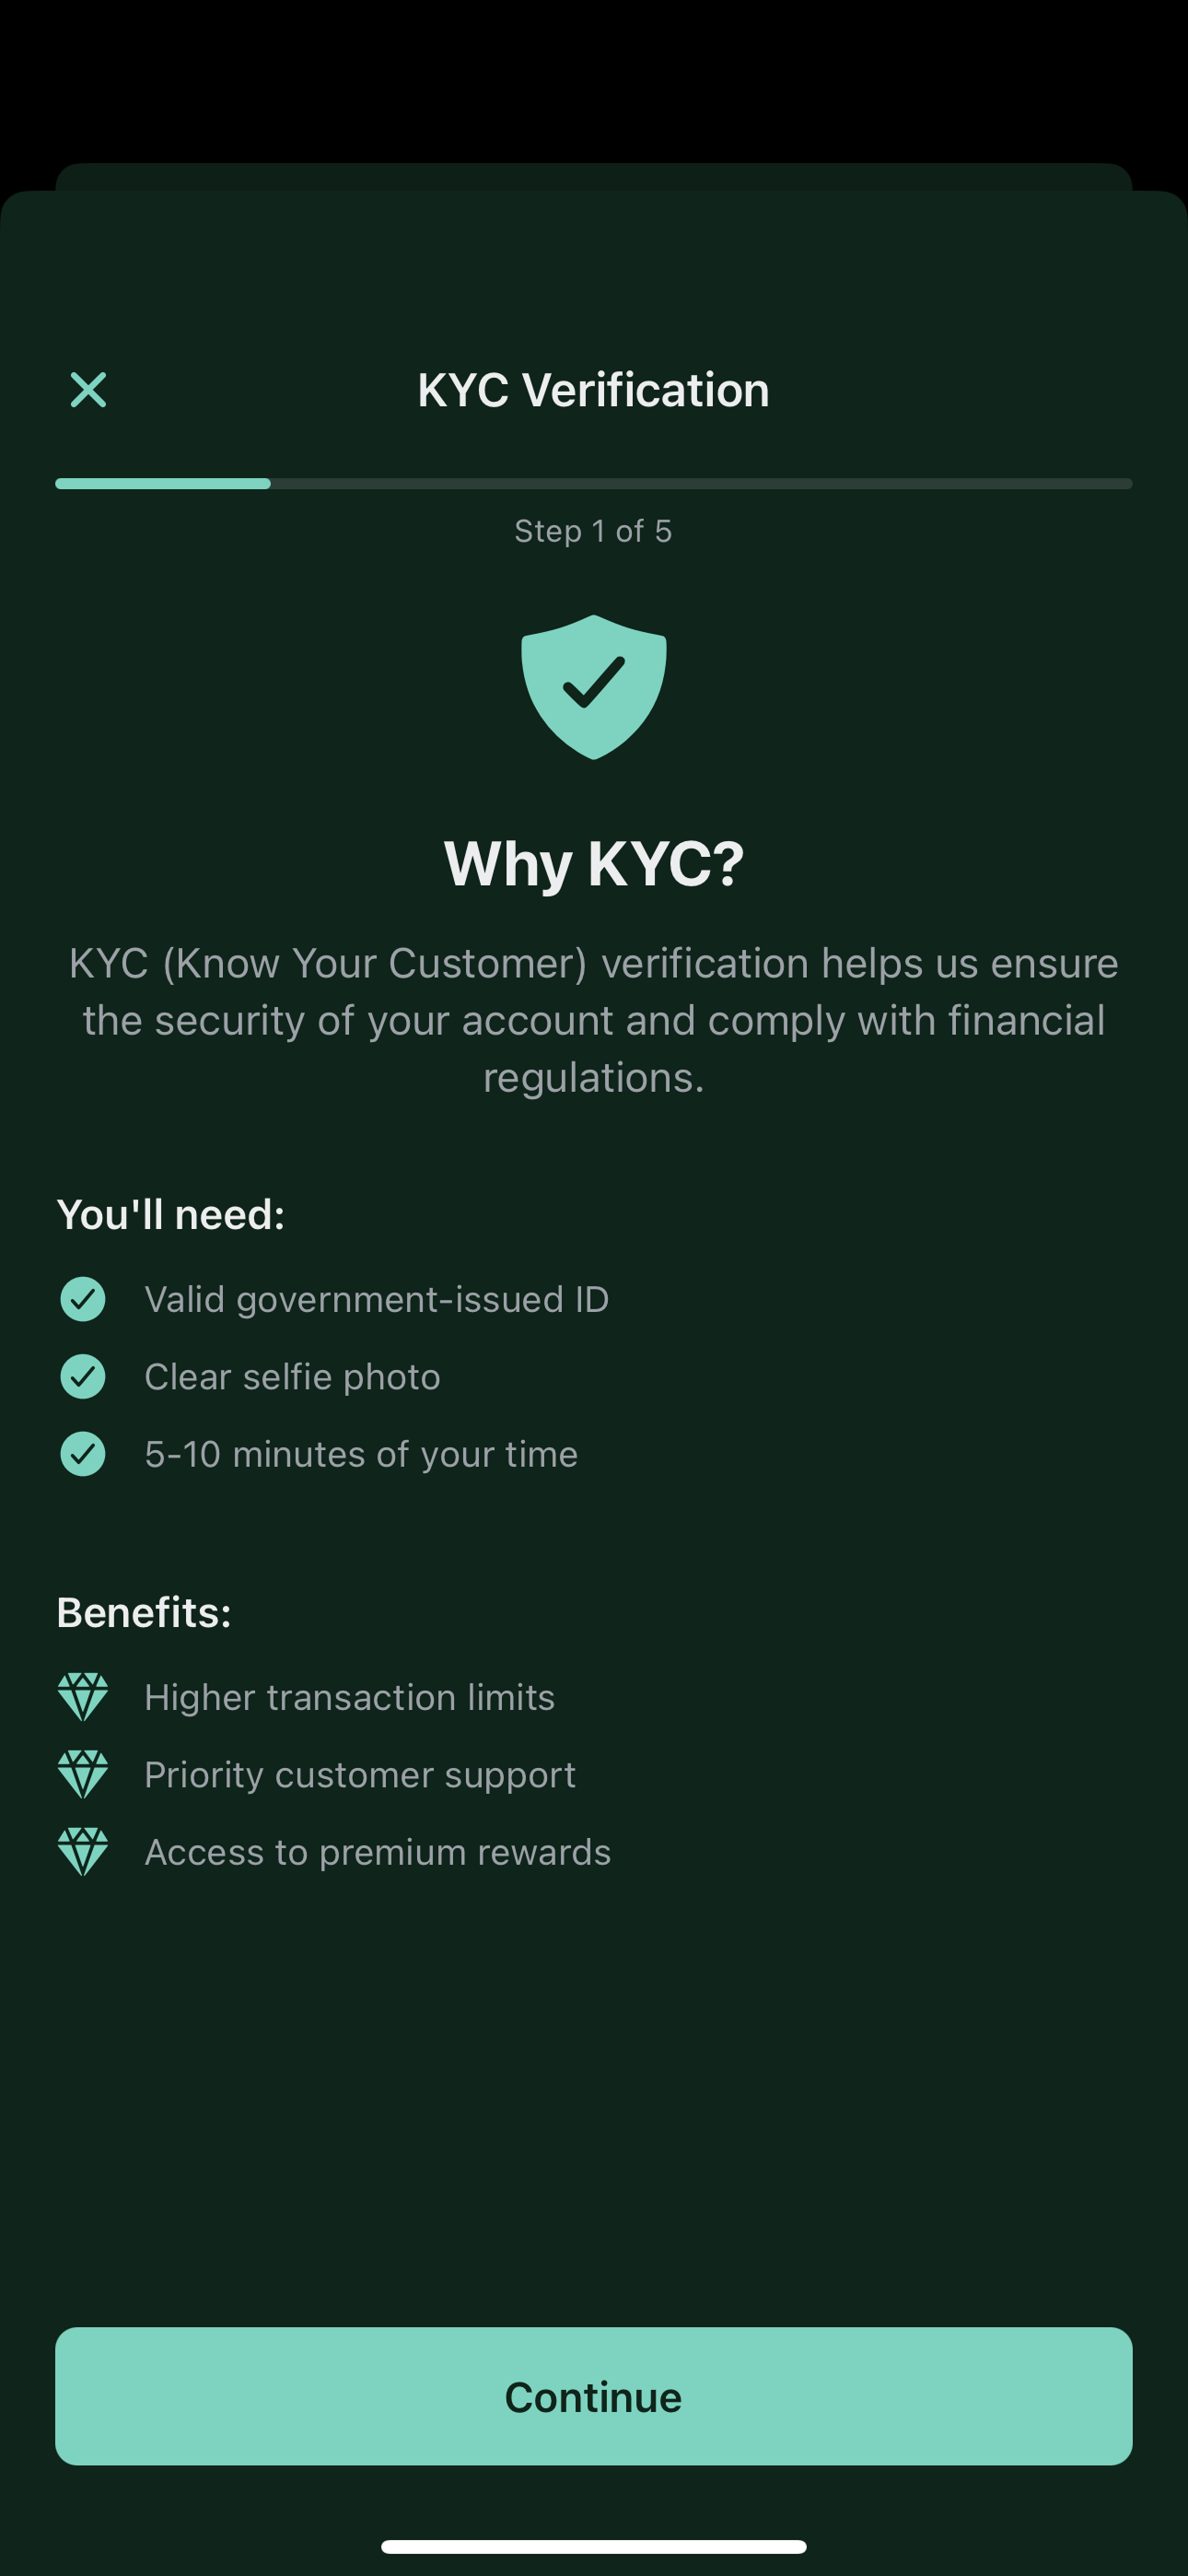 KYC Verification
Step 1 of 5
Why KYC?
KYC (Know Your Customer) verification helps us ensure
the security of your account and comply with financial
regulations.
You'll need:
Valid government-issued ID
Clear selfie photo
5-10 minutes of your time
Benefits:
Higher transaction limits
Priority customer support
Access to premium rewards
Continue